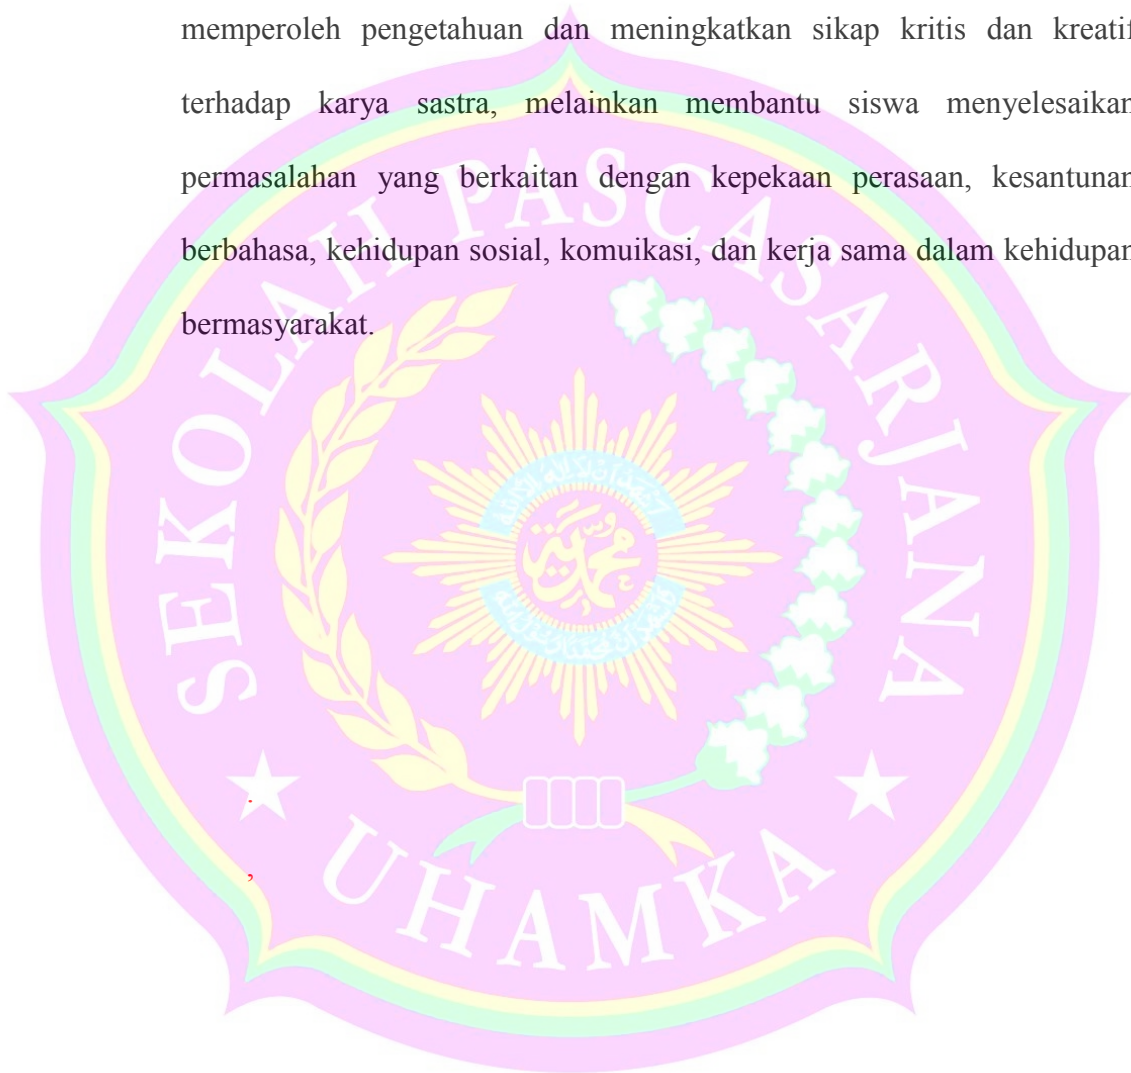 memperoleh pengetahuan dan meningkatkan sikap kritis dan kreatif
terhadap karya sastra, melainkan membantu siswa menyelesaikan
permasalahan yang berkaitan dengan kepekaan perasaan, kesantunan
berbahasa, kehidupan sosial, komuikasi, dan kerja sama dalam kehidupan
bermasyarakat.
SEKOLAH PASCASARJANA
محمدية
.
,
UHAMKA